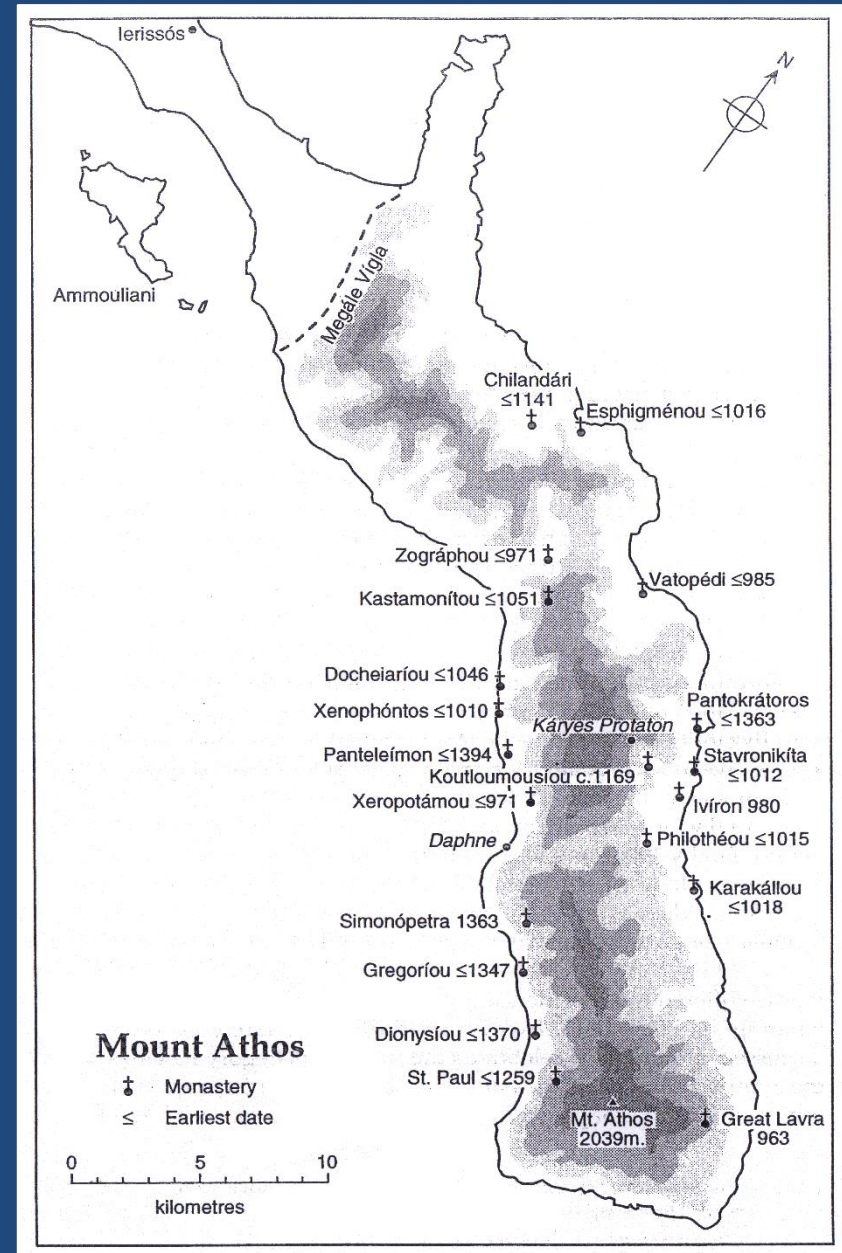 Ierissós
N
Ammouliani
Megále Vígla
Chilandári
≤1141
Esphigménou ≤1016
Zográphou ≤971
Vatopédi ≤985
Kastamonítou ≤1051
Docheiaríou ≤1046
Pantokrátoros
≤1363
Xenophóntos ≤1010
Káryes Protaton
Panteleímon ≤1394
Stavronikíta
≤1012
Koutloumousíou c.1169
Xeropotámou ≤971
Ivíron 980
Daphne
Philothéou ≤1015
Karakállou
≤1018
Simonópetra 1363
Gregoríou ≤1347
Dionysíou ≤1370
St. Paul ≤1259
Mt. Athos
2039m.
Great Lavra
963
Mount Athos
Monastery
≤ Earliest date
0 5 10
kilometres